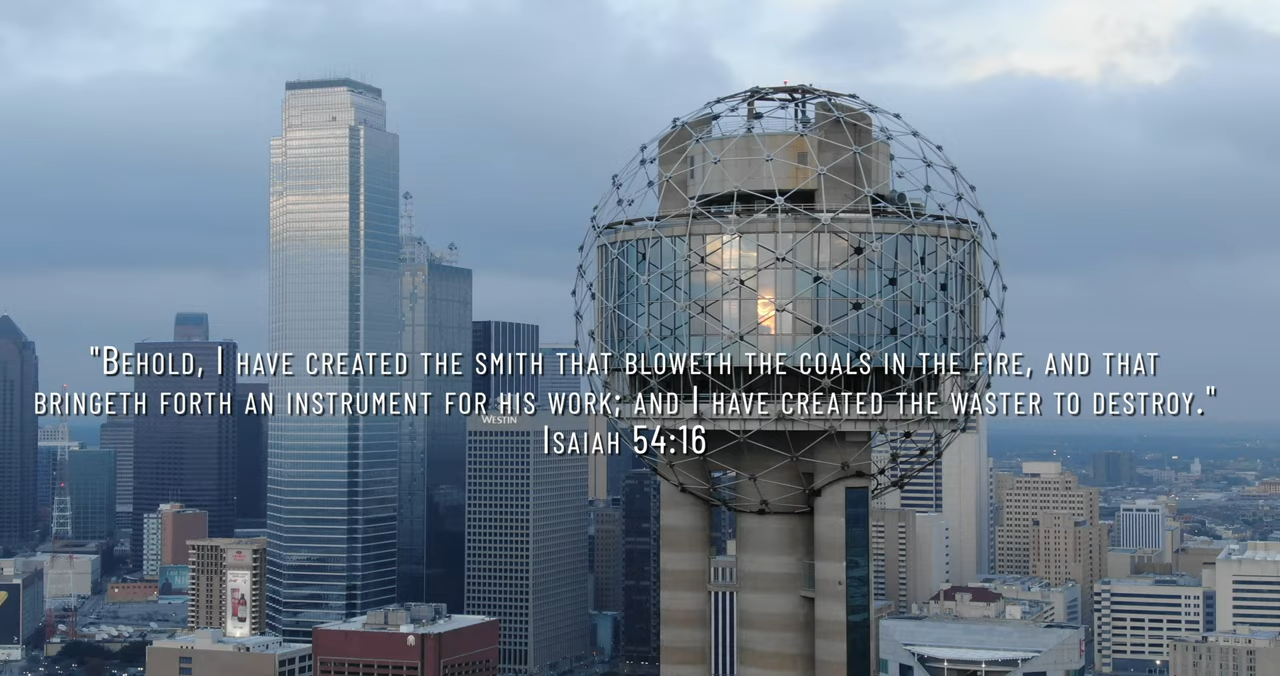 "Behold, I have created the smith that bloweth the coals in the fire, and that
bringeth forth an instrument for his work; and I have created the waster to destroy."
Isaiah 54:16
WESTIN